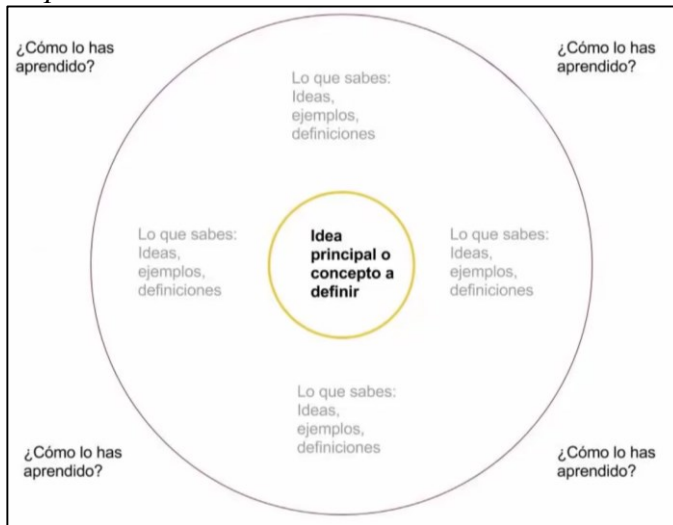 ¿Cómo lo has
aprendido?
¿Cómo lo has
aprendido?
Lo que sabes:
Ideas,
ejemplos,
definiciones
Lo que sabes:
Ideas,
ejemplos,
definiciones
Idea
principal o
concepto a
definir
Lo que sabes:
Ideas,
ejemplos,
definiciones
Lo que sabes:
Ideas,
ejemplos,
definiciones
¿Cómo lo has
aprendido?
¿Cómo lo has
aprendido?